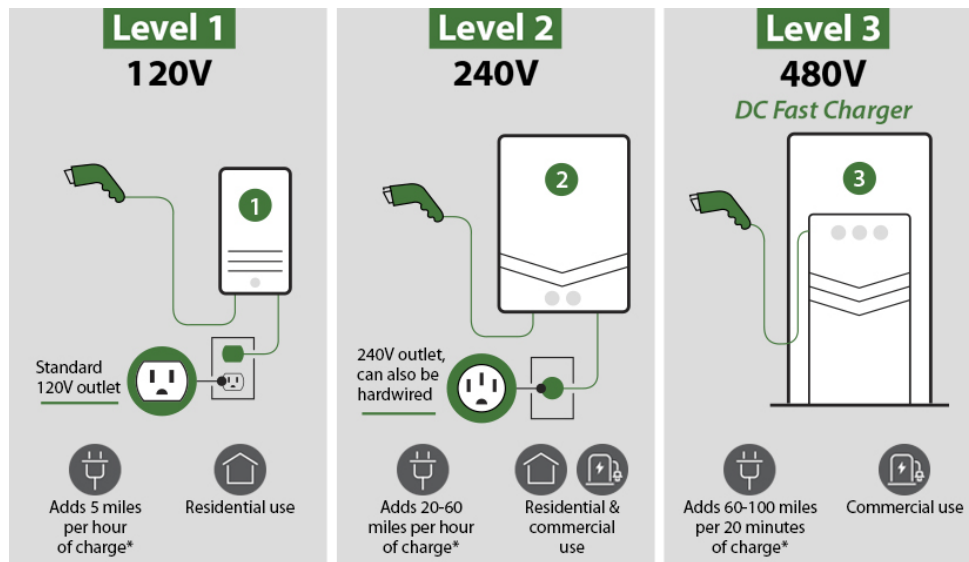 Level 1
120V
1
Standard
120V outlet
Adds 5 miles
per hour
of charge*
Residential use
Level 2
240V
2
240V outlet,
can also be
hardwired
Adds 20-60
miles per hour
of charge*
Residential &
commercial
use
Level 3
480V
DC Fast Charger
3
Adds 60-100 miles
per 20 minutes
of charge*
Commercial use